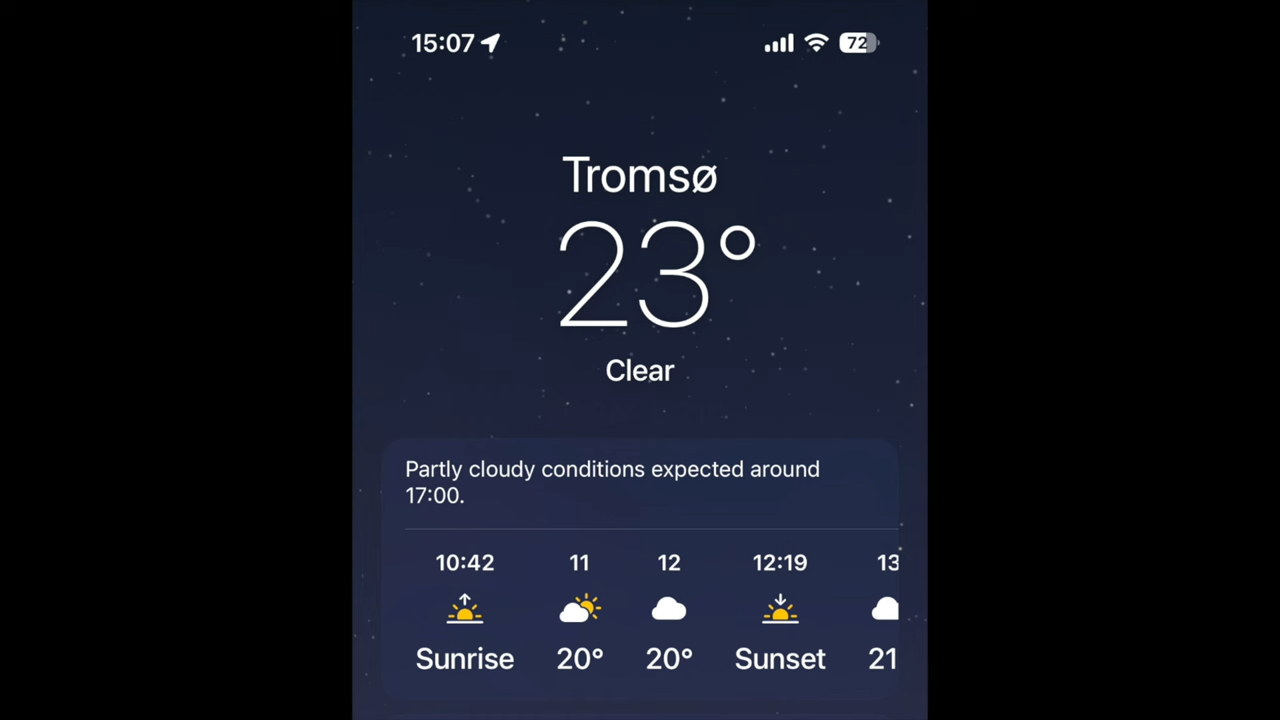 15:07
72
Tromsø
23°
Clear
Partly cloudy conditions expected around
17:00.
10:42 11 12 12:19 13
Sunrise 20° 20° Sunset 21